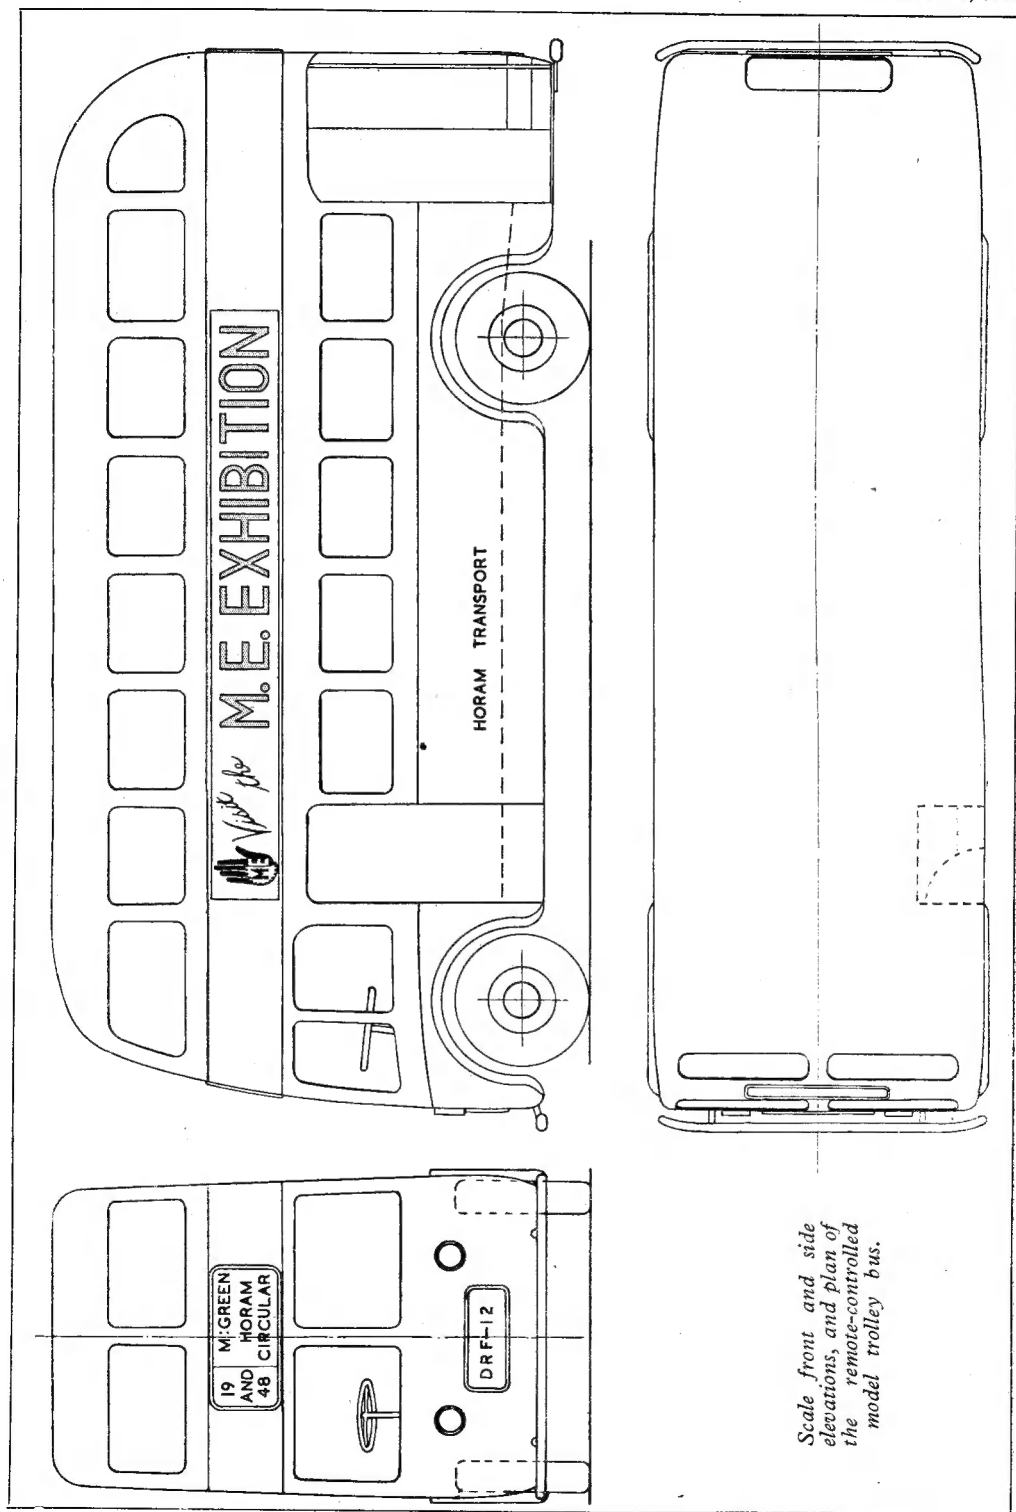 Visit the M.E. EXHIBITION
ME
HORAM TRANSPORT
19
AND
48
M:GREEN
HORAM
CIRCULAR
DRF–12
Scale front and side
elevations, and plan of
the remote-controlled
model trolley bus.